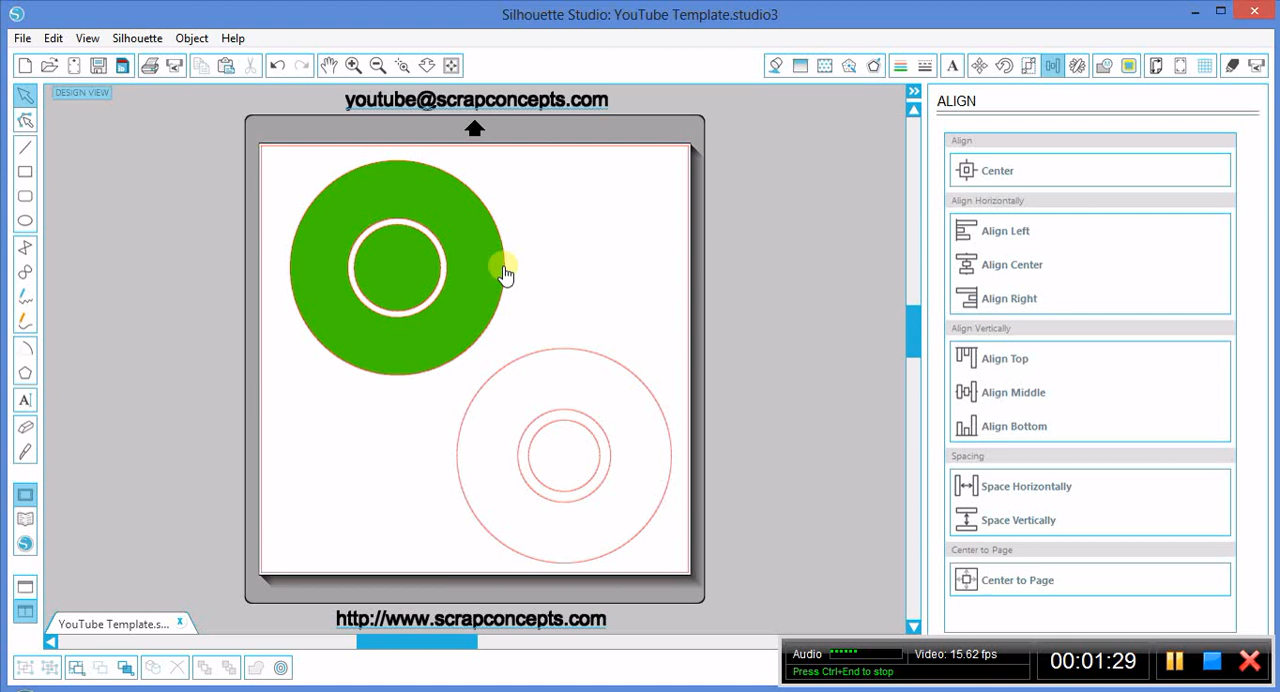 Silhouette Studio: YouTube Template.studio3
File Edit View Silhouette Object Help
DESIGN VIEW
youtube@scrapconcepts.com
ALIGN
Align
Center
Align Horizontally
Align Left
Align Center
Align Right
Align Vertically
Align Top
Align Middle
Align Bottom
Spacing
Space Horizontally
Space Vertically
Center to Page
Center to Page
http://www.scrapconcepts.com
YouTube Template.s... x
Audio Video: 15.62 fps
Press Ctrl+End to stop
00:01:29